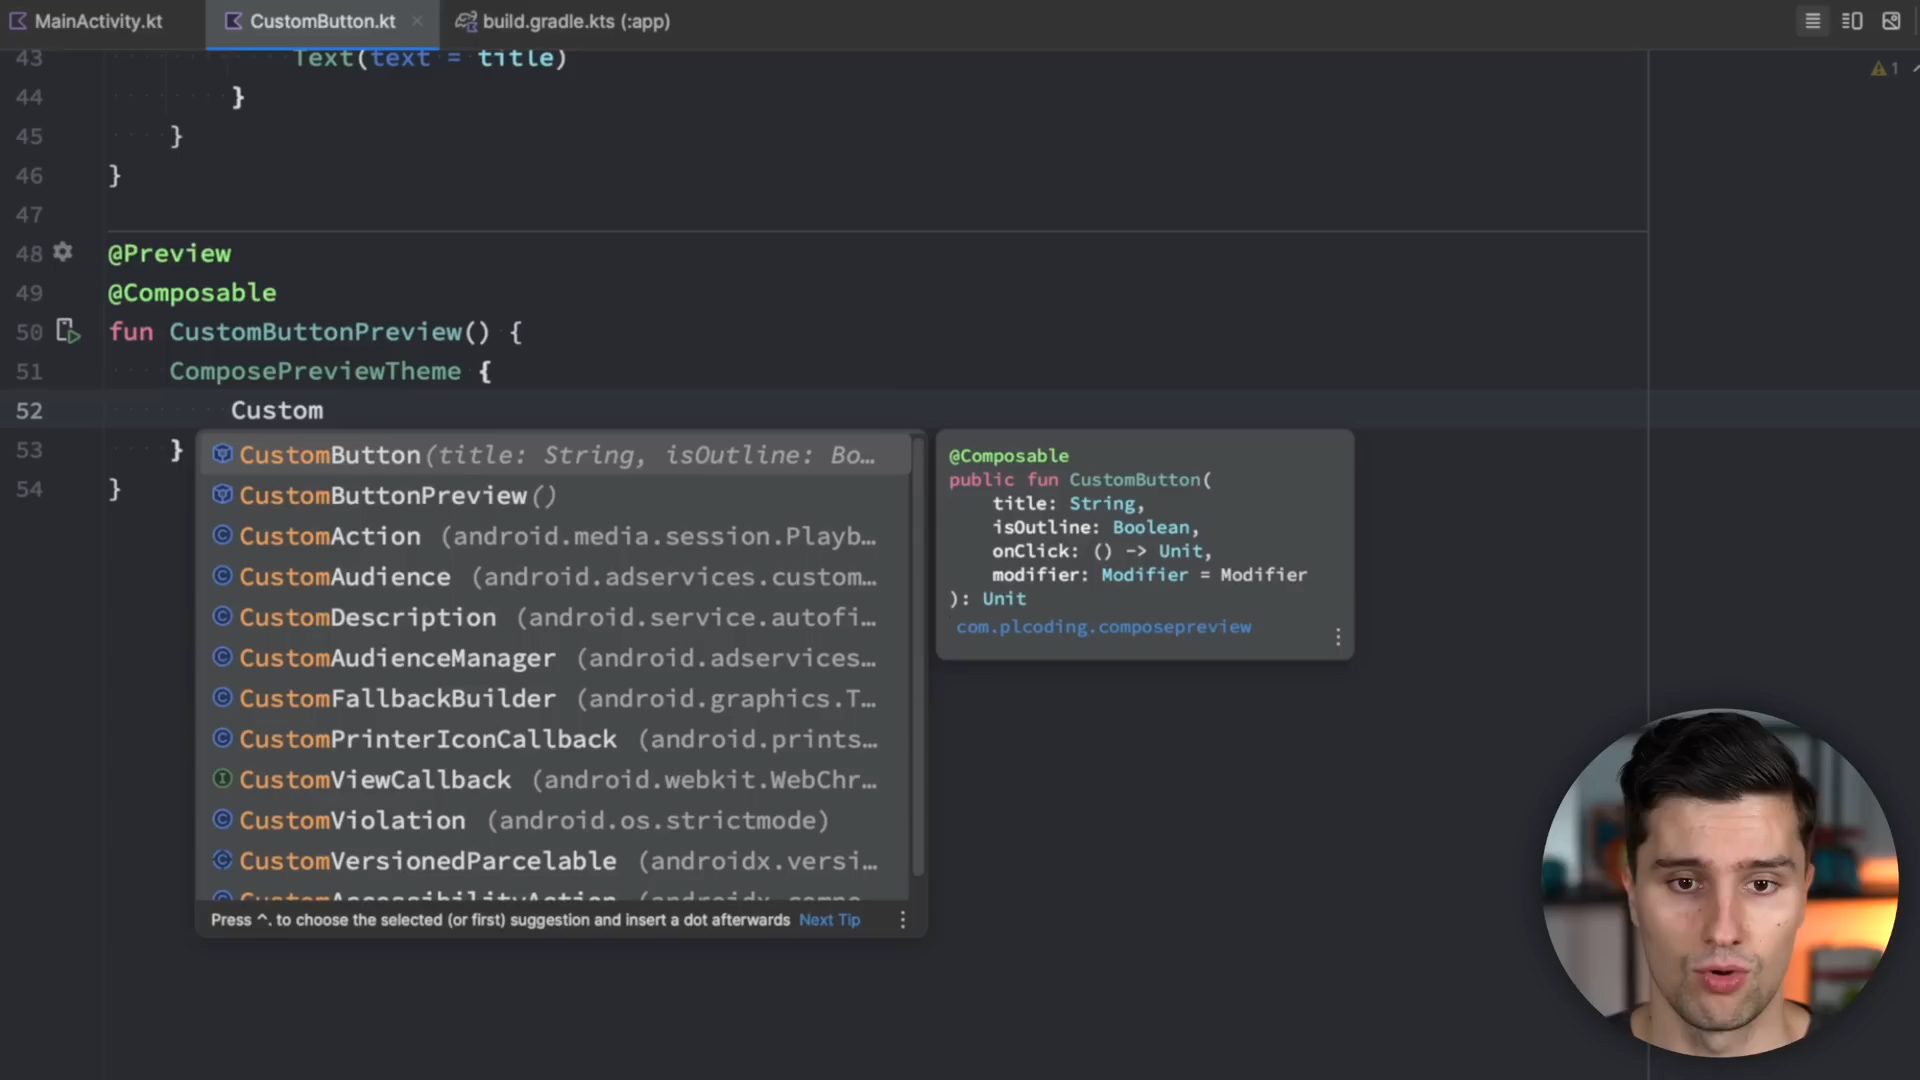 MainActivity.kt
CustomButton.kt
build.gradle.kts (:app)
43 Text(text = title)
44 }
1
45 }
46 }
47
48 @Preview
49 @Composable
50 fun CustomButtonPreview() {
51 ComposePreviewTheme {
52 Custom
53 }
54 }
CustomButton(title: String, isOutline: Bo…
CustomButtonPreview()
CustomAction (android.media.session.Playb…
CustomAudience (android.adservices.custom…
CustomDescription (android.service.autofi…
CustomAudienceManager (android.adservices…
CustomFallbackBuilder (android.graphics.T…
CustomPrinterIconCallback (android.prints…
CustomViewCallback (android.webkit.WebChr…
CustomViolation (android.os.strictmode)
CustomVersionedParcelable (androidx.versi…
CustomAccessibilityAction (androidx.compo…
Press ^. to choose the selected (or first) suggestion and insert a dot afterwards Next Tip
@Composable
public fun CustomButton(
title: String,
isOutline: Boolean,
onClick: () -> Unit,
modifier: Modifier = Modifier
): Unit
com.plcoding.composepreview